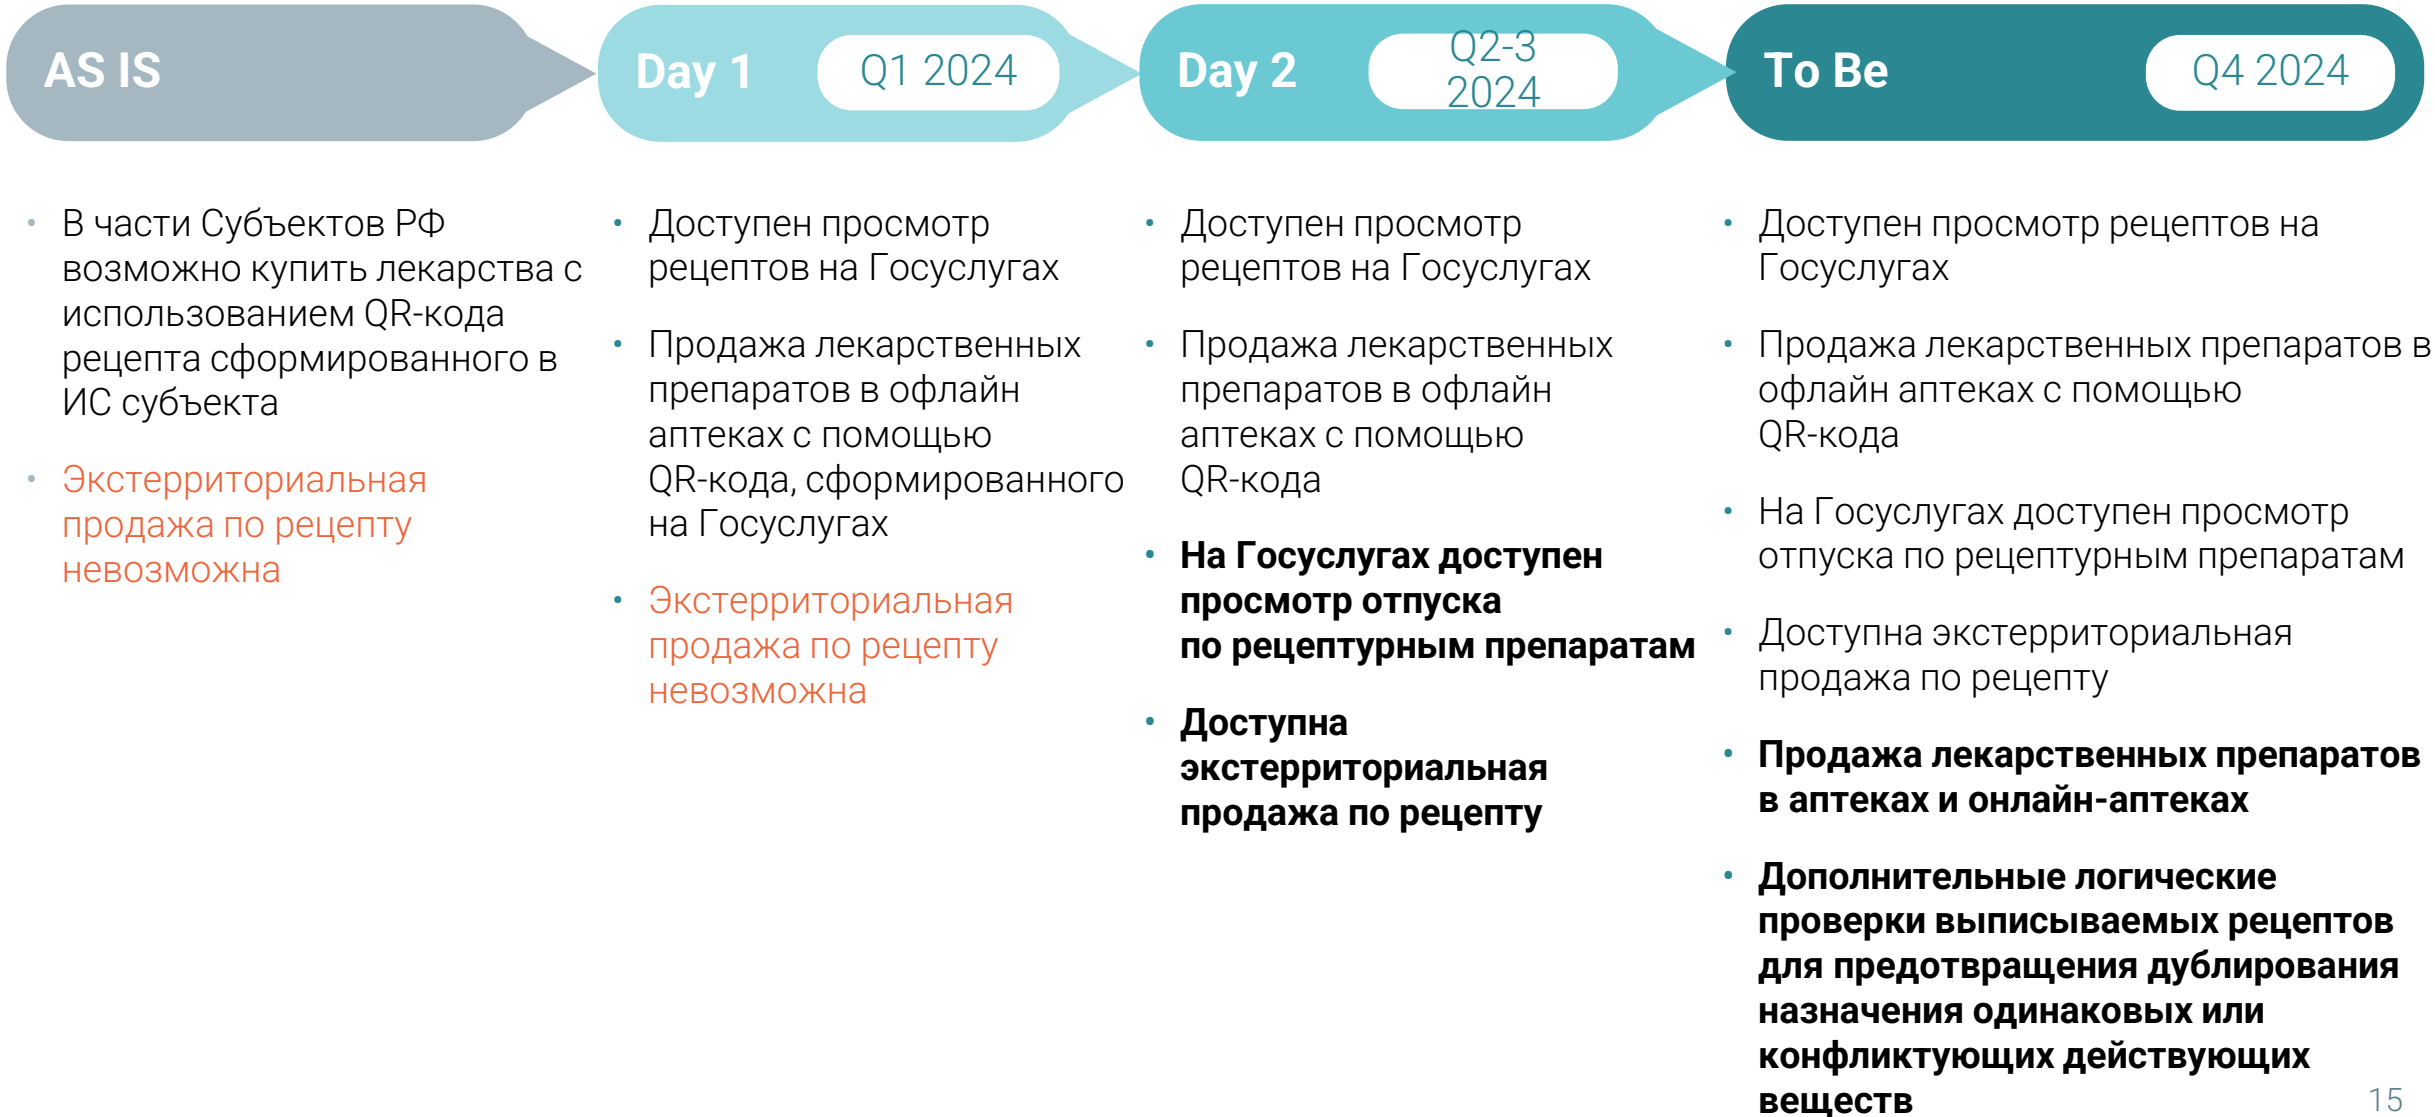 AS IS
Day 1
Q1 2024
Day 2
Q2-3
2024
To Be
Q4 2024
В части Субъектов РФ
возможно купить лекарства с
использованием QR-кода
рецепта сформированного в
ИС субъекта
Экстерриториальная
продажа по рецепту
невозможна
Доступен просмотр
рецептов на Госуслугах
Продажа лекарственных
препаратов в офлайн
аптеках с помощью
QR-кода, сформированного
на Госуслугах
Экстерриториальная
продажа по рецепту
невозможна
Доступен просмотр
рецептов на Госуслугах
Продажа лекарственных
препаратов в офлайн
аптеках с помощью
QR-кода
На Госуслугах доступен
просмотр отпуска
по рецептурным препаратам
Доступна
экстерриториальная
продажа по рецепту
Доступен просмотр рецептов на
Госуслугах
Продажа лекарственных препаратов в
офлайн аптеках с помощью
QR-кода
На Госуслугах доступен просмотр
отпуска по рецептурным препаратам
Доступна экстерриториальная
продажа по рецепту
Продажа лекарственных препаратов
в аптеках и онлайн-аптеках
Дополнительные логические
проверки выписываемых рецептов
для предотвращения дублирования
назначения одинаковых или
конфликтующих действующих
веществ
15